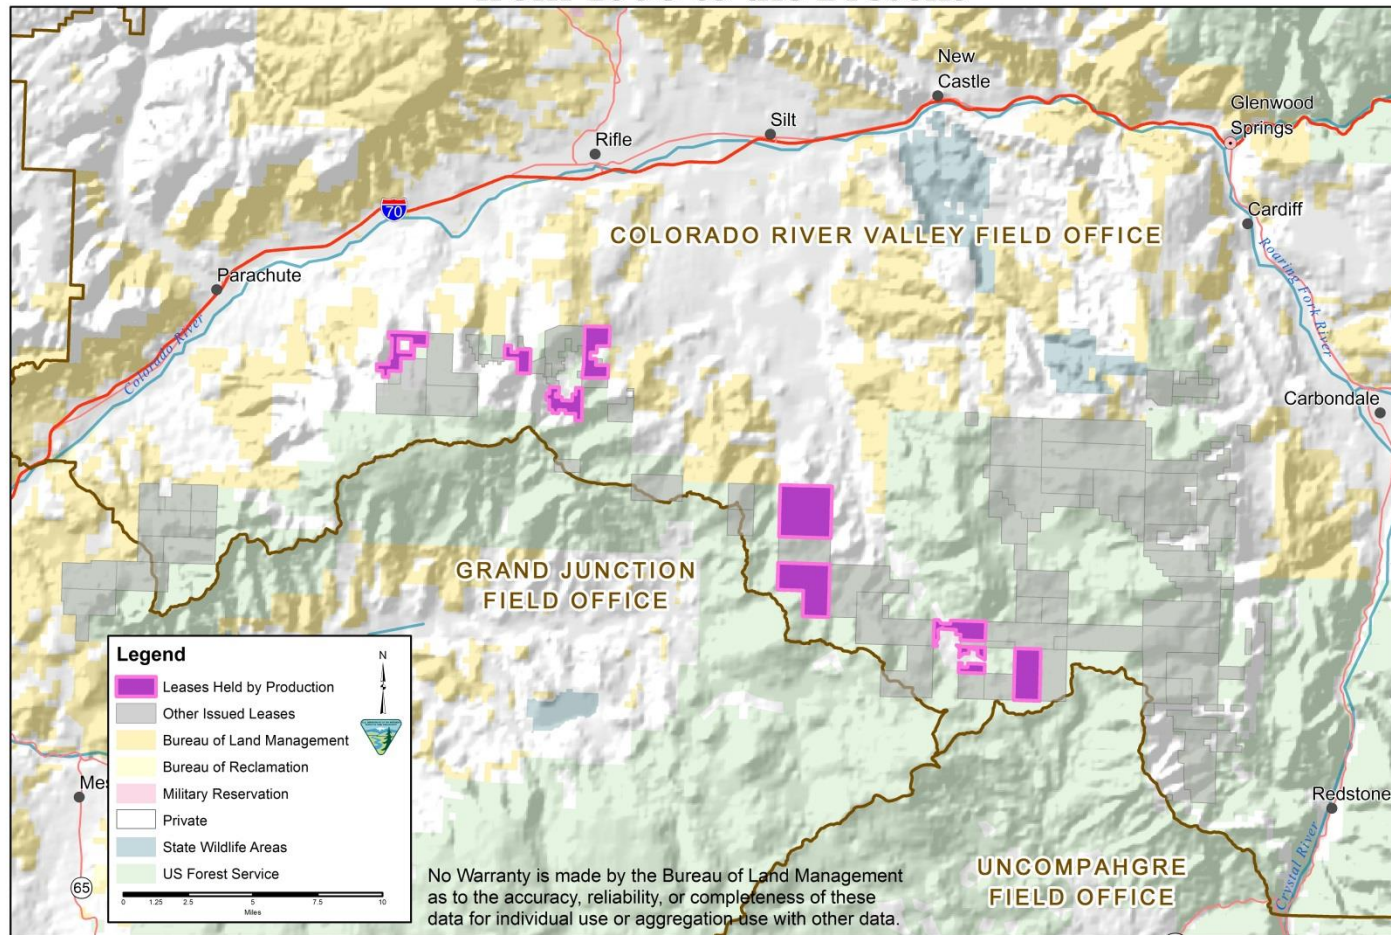 New
Castle
Glenwood
Springs
Silt
Rifle
70
Cardiff
COLORADO RIVER VALLEY FIELD OFFICE
Roaring Fork River
Parachute
Colorado River
Carbondale
GRAND JUNCTION
FIELD OFFICE
Legend
N
Leases Held by Production
Other Issued Leases
Bureau of Land Management
Bureau of Reclamation
Military Reservation
Private
State Wildlife Areas
US Forest Service
0 1.25 2.5 5 7.5 10
Miles
Mes
65
Redstone
Crystal River
UNCOMPAHGRE
FIELD OFFICE
No Warranty is made by the Bureau of Land Management
as to the accuracy, reliability, or completeness of these
data for individual use or aggregation use with other data.